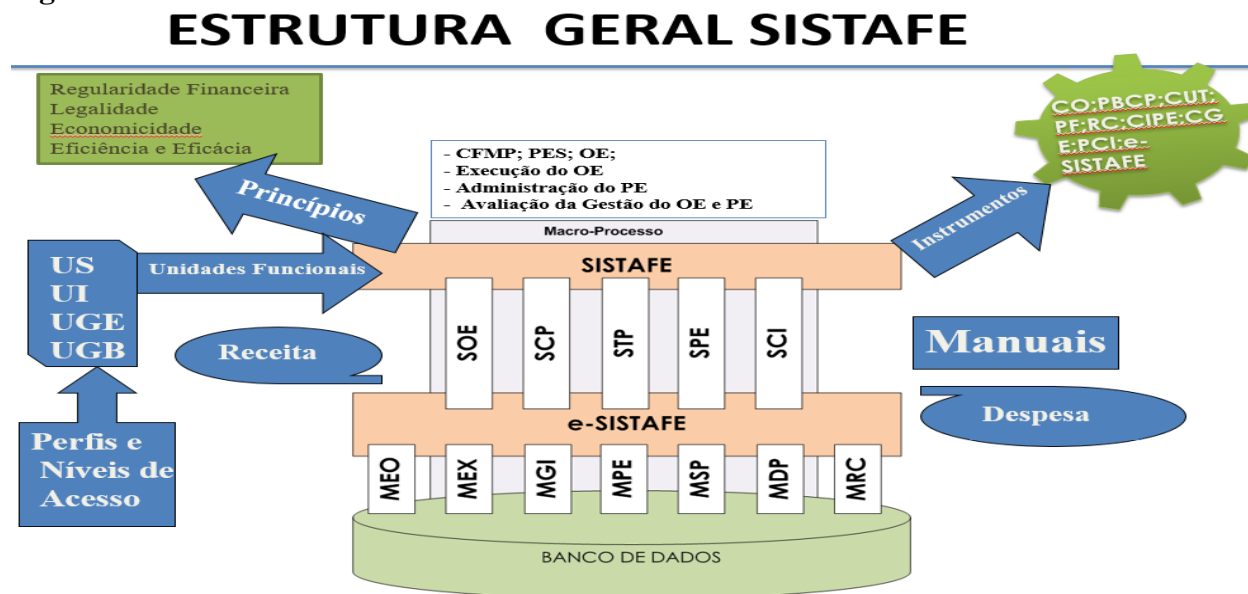 ESTRUTURA GERAL SISTAFE
Regularidade Financeira
Legalidade
Economicidade
Eficiência e Eficácia
CO;PBCP;CUT;
PF;RC;CIPE;CG
E;PCI;e-
SISTAFE
- CFMP; PES; OE;
- Execução do OE
- Administração do PE
- Avaliação da Gestão do OE e PE
Princípios
Instrumentos
Macro-Processo
SISTAFE
US
UI
UGE
UGB
Unidades Funcionais
Receita
SOE
SCP
STP
SPE
SCI
Manuais
Despesa
e-SISTAFE
Perfis e
Níveis de
Acesso
MEO
MEX
MGI
MPE
MSP
MDP
MRC
BANCO DE DADOS